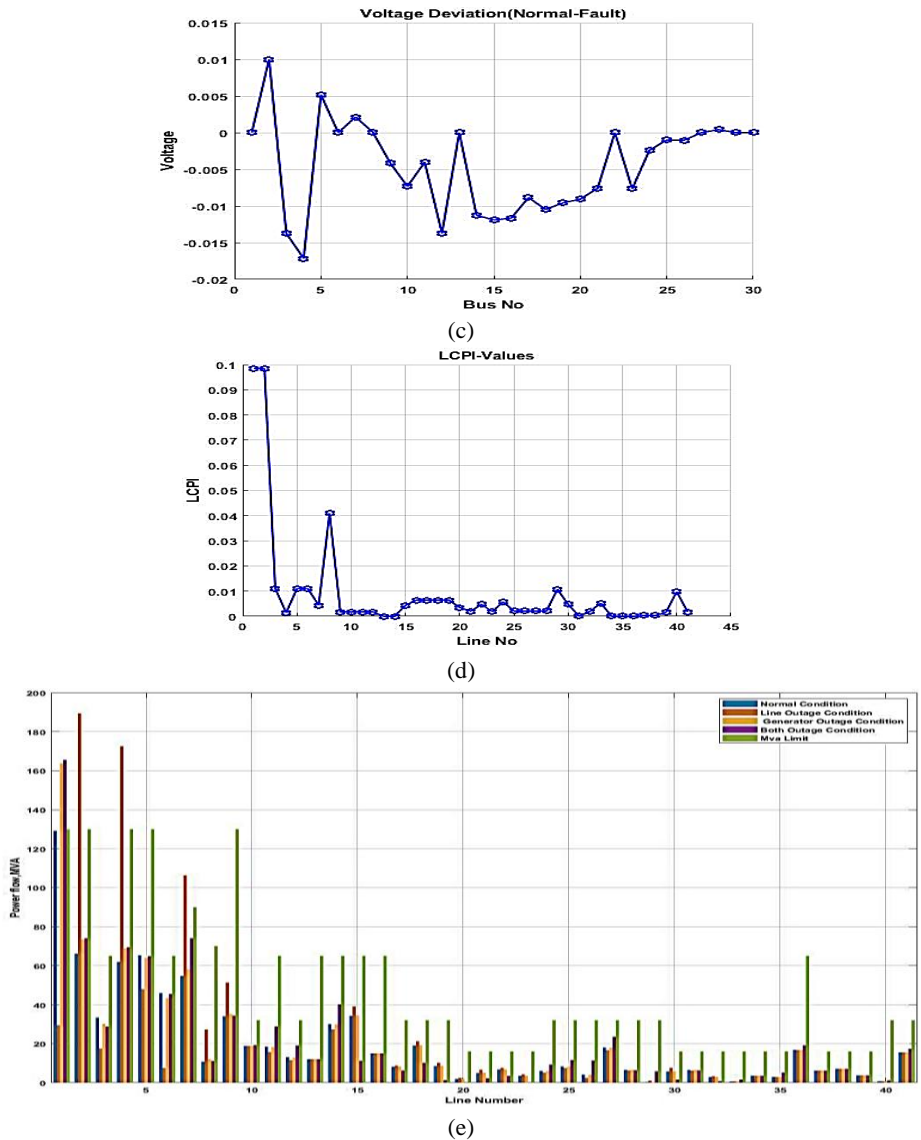 Voltage Deviation(Normal-Fault)
0.015
0.01
0.005
0
-0.005
-0.01
-0.015
-0.02
Voltage
0 5 10 15 20 25 30
Bus No
(c)
LCPI-Values
0.1
0.09
0.08
0.07
0.06
0.05
0.04
0.03
0.02
0.01
0
LCPI
0 5 10 15 20 25 30 35 40 45
Line No
(d)
200
180
160
140
120
100
80
60
40
20
0
Power flow,MVA
Normal Condition
Line Outage Condition
Generator Outage Condition
Both Outage Condition
Mva Limit
5 10 15 20 25 30 35 40
Line Number
(e)